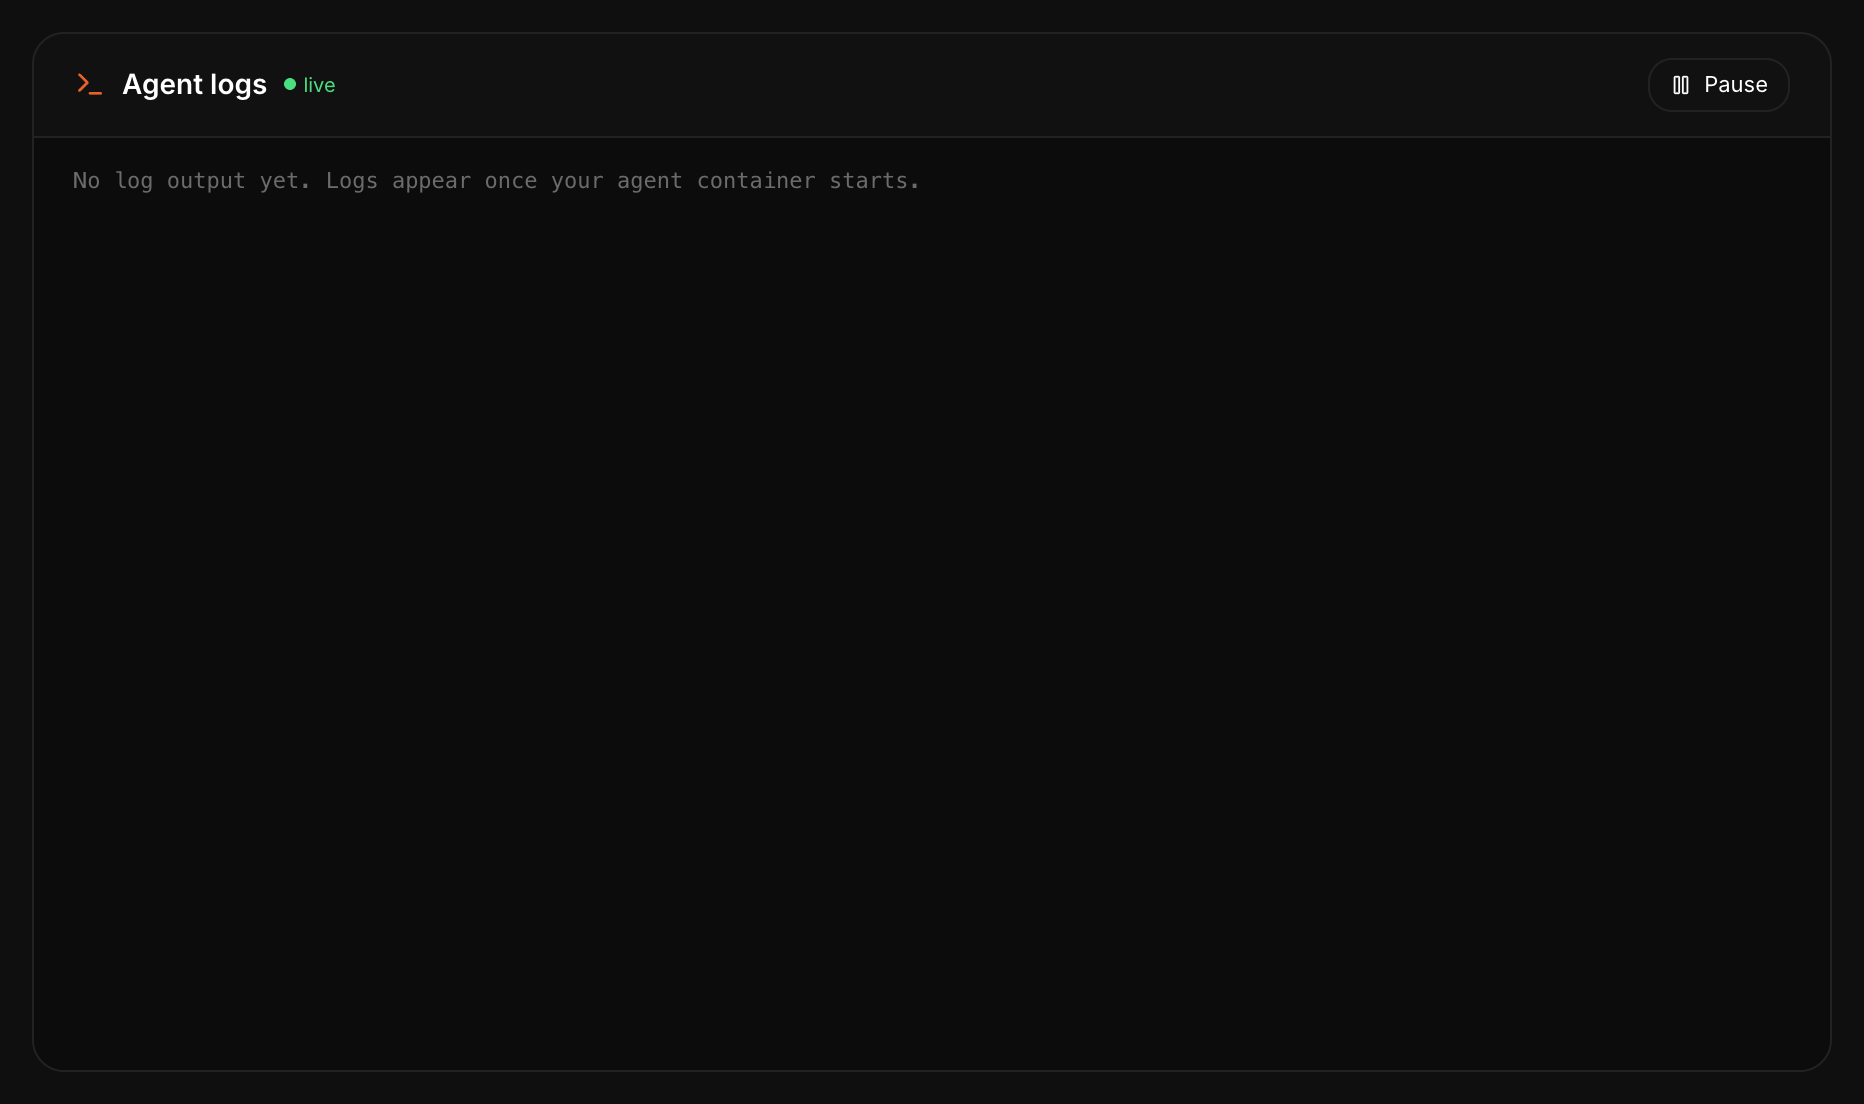 Agent logs
live
Pause
No log output yet. Logs appear once your agent container starts.